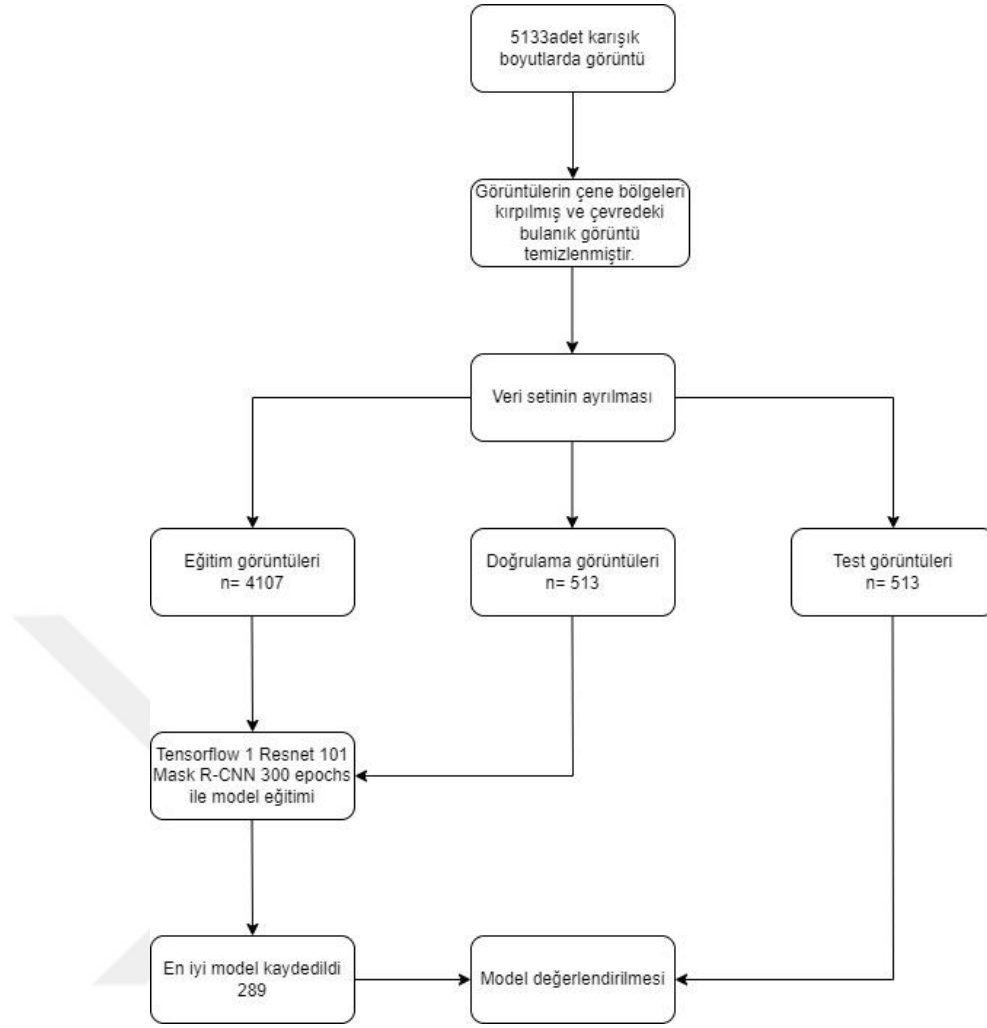 5133adet karışık
boyutlarda görüntü
Görüntülerin çene bölgeleri
kırpılmış ve çevredeki
bulanık görüntü
temizlenmiştir.
Veri setinin ayrılması
Eğitim görüntüleri
n= 4107
Doğrulama görüntüleri
n= 513
Test görüntüleri
n= 513
Tensorflow 1 Resnet 101
Mask R-CNN 300 epochs
ile model eğitimi
En iyi model kaydedildi
289
Model değerlendirilmesi